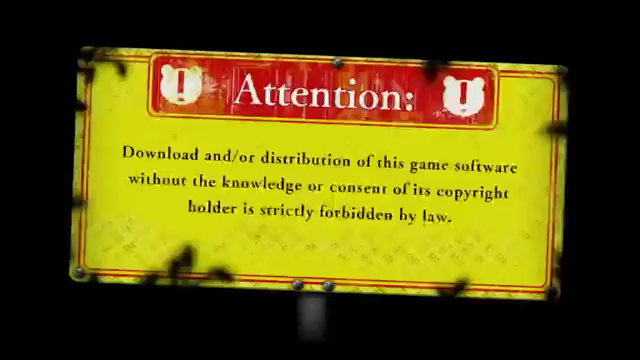 Attention:
Download and/or distribution of this game software
without the knowledge or consent of its copyright
holder is strictly forbidden by law.